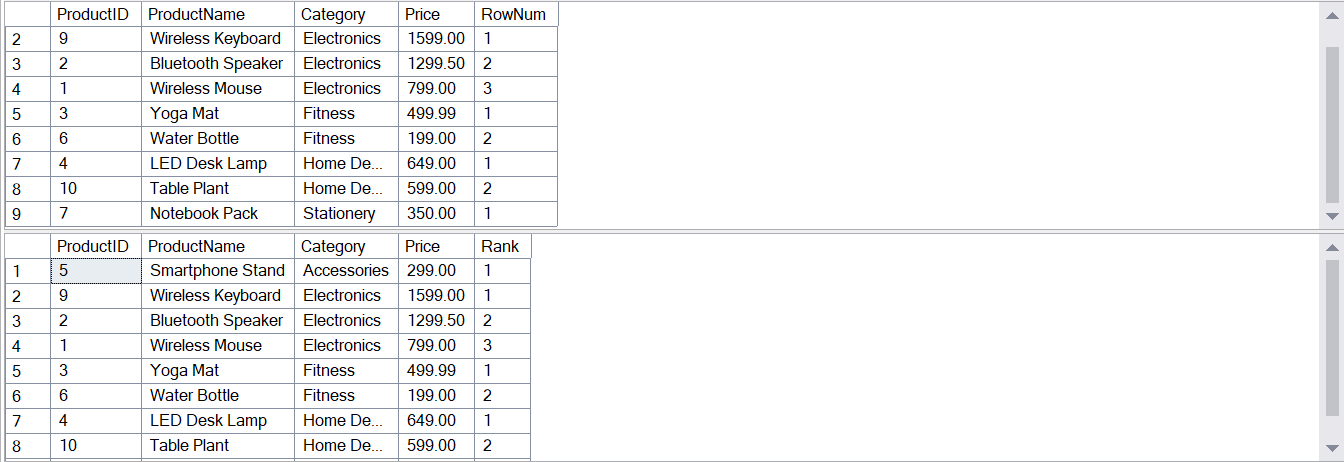 ProductID ProductName Category Price RowNum
2 9 Wireless Keyboard Electronics 1599.00 1
3 2 Bluetooth Speaker Electronics 1299.50 2
4 1 Wireless Mouse Electronics 799.00 3
5 3 Yoga Mat Fitness 499.99 1
6 6 Water Bottle Fitness 199.00 2
7 4 LED Desk Lamp Home De... 649.00 1
8 10 Table Plant Home De... 599.00 2
9 7 Notebook Pack Stationery 350.00 1
ProductID ProductName Category Price Rank
1 5 Smartphone Stand Accessories 299.00 1
2 9 Wireless Keyboard Electronics 1599.00 1
3 2 Bluetooth Speaker Electronics 1299.50 2
4 1 Wireless Mouse Electronics 799.00 3
5 3 Yoga Mat Fitness 499.99 1
6 6 Water Bottle Fitness 199.00 2
7 4 LED Desk Lamp Home De... 649.00 1
8 10 Table Plant Home De... 599.00 2